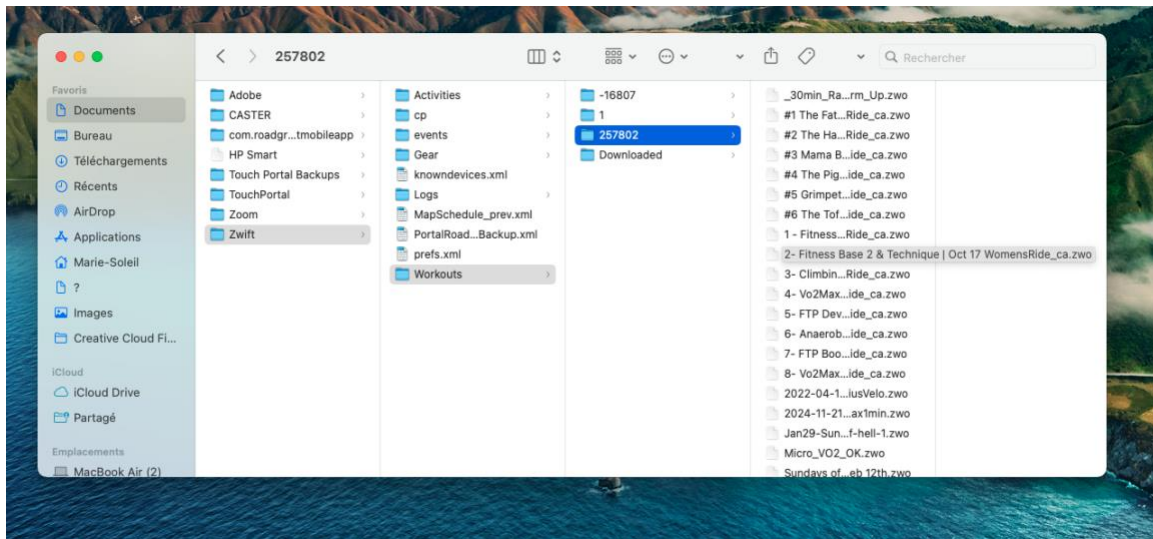 257802
Rechercher
Favoris
Documents
Bureau
Téléchargements
Récents
AirDrop
Applications
Marie-Soleil
?
Images
Creative Cloud Fi...
iCloud
iCloud Drive
Partagé
Emplacements
MacBook Air (2)
Adobe
CASTER
com.roadgr...tmobileapp
HP Smart
Touch Portal Backups
TouchPortal
Zoom
Zwift
Activities
cp
events
Gear
knowndevices.xml
Logs
MapSchedule_prev.xml
PortalRoad...Backup.xml
prefs.xml
Workouts
-16807
1
257802
Downloaded
_30min_Ra...rm_Up.zwo
#1 The Fat...Ride_ca.zwo
#2 The Ha...Ride_ca.zwo
#3 Mama B...ide_ca.zwo
#4 The Pig...ide_ca.zwo
#5 Grimpet...ide_ca.zwo
#6 The Tof...ide_ca.zwo
1 - Fitness...Ride_ca.zwo
2- Fitness Base 2 & Technique | Oct 17 WomensRide_ca.zwo
3- Climbin...Ride_ca.zwo
4- Vo2Max...ide_ca.zwo
5- FTP Dev...ide_ca.zwo
6- Anaerob...ide_ca.zwo
7- FTP Boo...ide_ca.zwo
8- Vo2Max...ide_ca.zwo
2022-04-1...iusVelo.zwo
2024-11-21...ax1min.zwo
Jan29-Sun...f-hell-1.zwo
Micro_VO2_OK.zwo
Sundays of...eb 12th.zwo